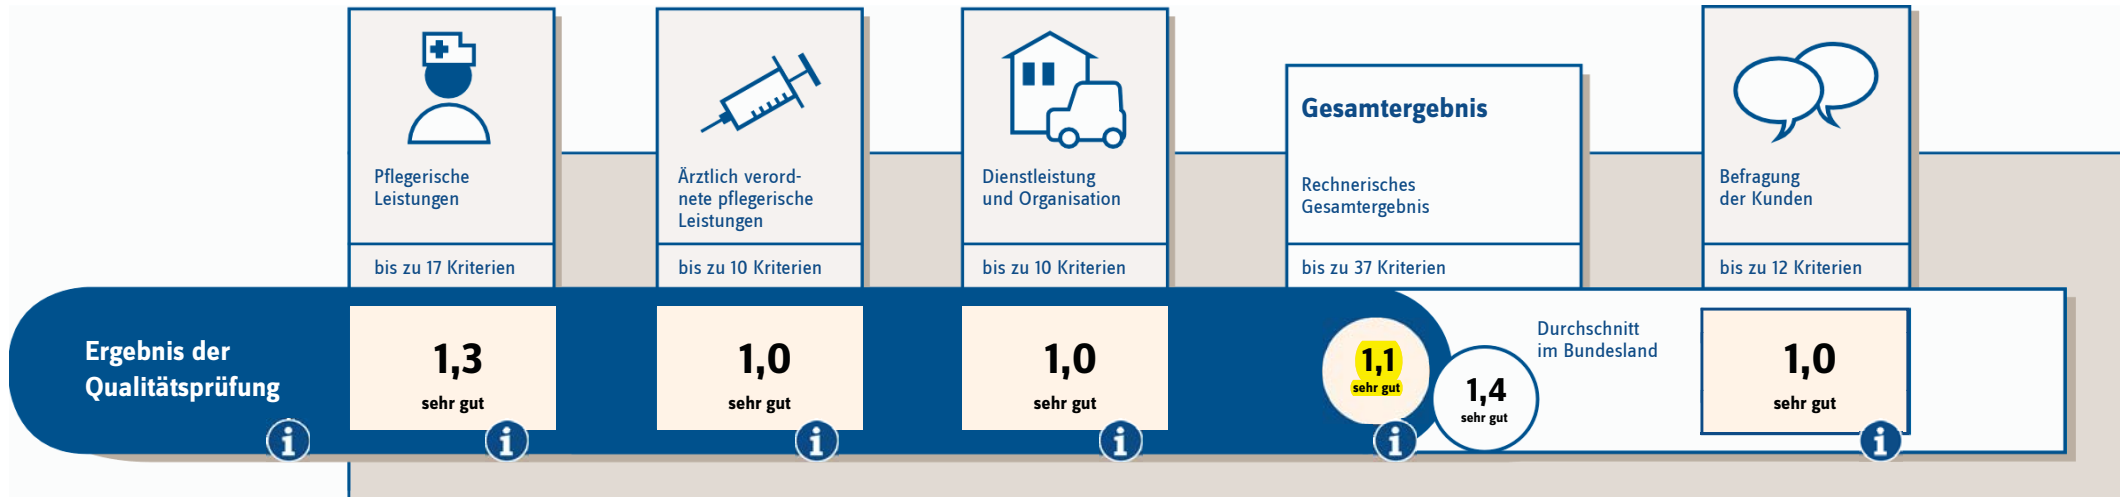 Pflegerische
Leistungen
bis zu 17 Kriterien
Ärztlich verord-
nete pflegerische
Leistungen
bis zu 10 Kriterien
Dienstleistung
und Organisation
bis zu 10 Kriterien
Gesamtergebnis
Rechnerisches
Gesamtergebnis
bis zu 37 Kriterien
Befragung
der Kunden
bis zu 12 Kriterien
Ergebnis der
Qualitätsprüfung
i
1,3
sehr gut
i
1,0
sehr gut
i
1,0
sehr gut
i
1,1
sehr gut
i
1,4
sehr gut
Durchschnitt
im Bundesland
1,0
sehr gut
i